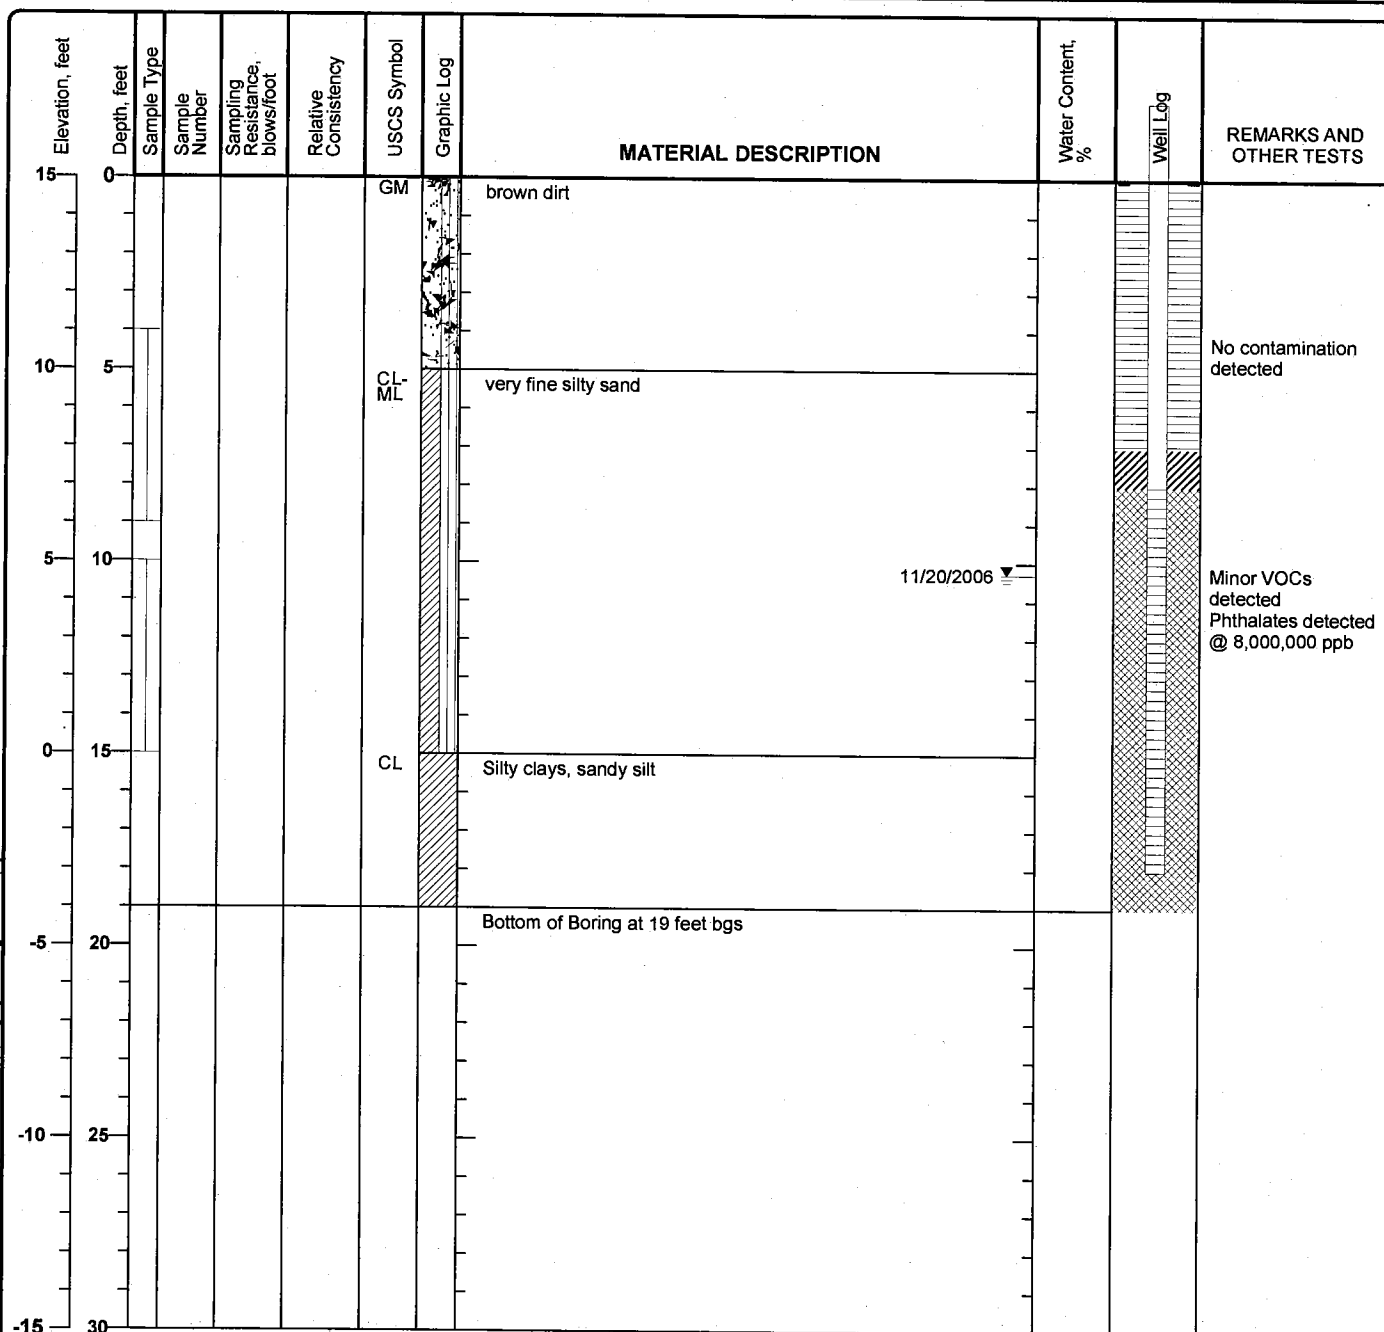 Elevation, feet
Depth, feet
Sample Type
Sample
Number
Sampling
Resistance,
blows/foot
Relative
Consistency
USCS Symbol
Graphic Log
MATERIAL DESCRIPTION
Water Content,
%
Well Log
REMARKS AND
OTHER TESTS
15 0
GM brown dirt
No contamination
detected
10 5
CL-
ML
very fine silty sand
5 10
11/20/2006
Minor VOCs
detected
Phthalates detected
@ 8,000,000 ppb
0 15
CL Silty clays, sandy silt
Bottom of Boring at 19 feet bgs
-5 20
-10 25
-15 30